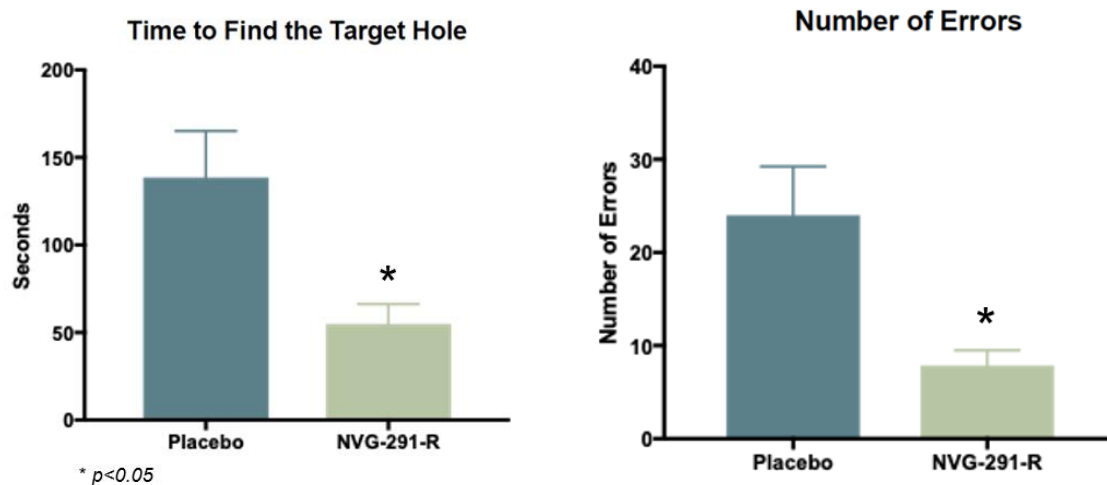 Time to Find the Target Hole
200
150
100
50
0
Seconds
*
Placebo
NVG-291-R
* p<0.05
Number of Errors
40
30
20
10
0
Number of Errors
*
Placebo
NVG-291-R